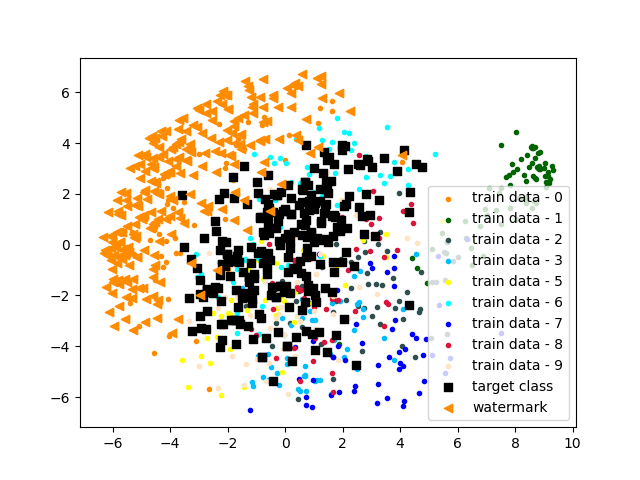 6
4
2
0
−2
−4
−6
−6
−4
−2
0
2
4
6
8
10
train data - 0
train data - 1
train data - 2
train data - 3
train data - 5
train data - 6
train data - 7
train data - 8
train data - 9
target class
watermark